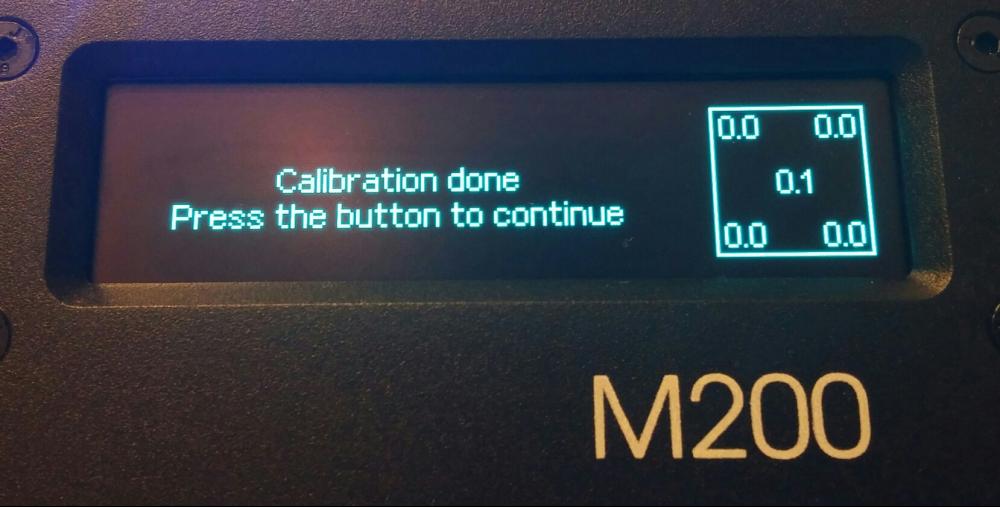 Calibration done
Press the button to continue
0.0 0.0
0.1
0.0 0.0
M200